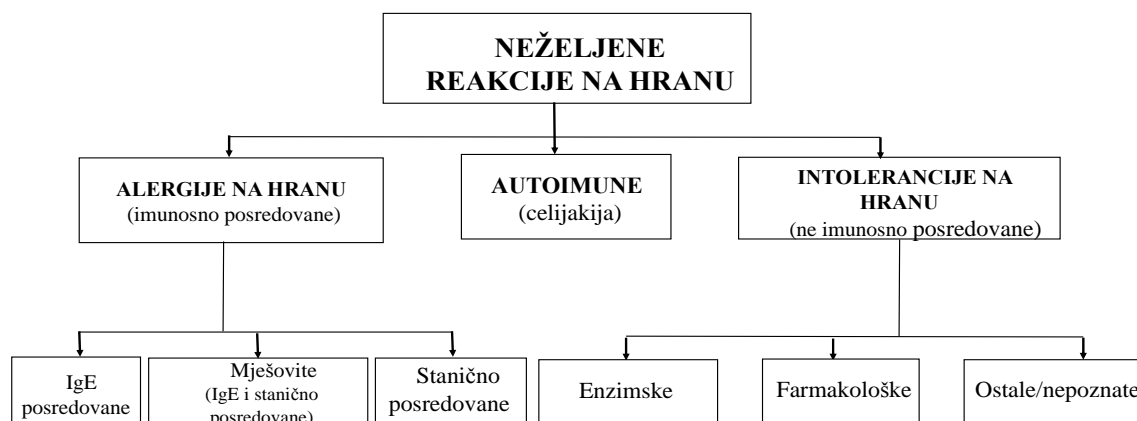 NEŽELJENE
REAKCIJE NA HRANU
ALERGIJE NA HRANU
(imunosno posredovane)
AUTOIMUNE
(celijakija)
INTOLERANCIJE NA
HRANU
(ne imunosno posredovane)
IgE
posredovane
Mješovite
(IgE i stanično
posredovane)
Stanično
posredovane
Enzimske
Farmakološke
Ostale/nepoznate